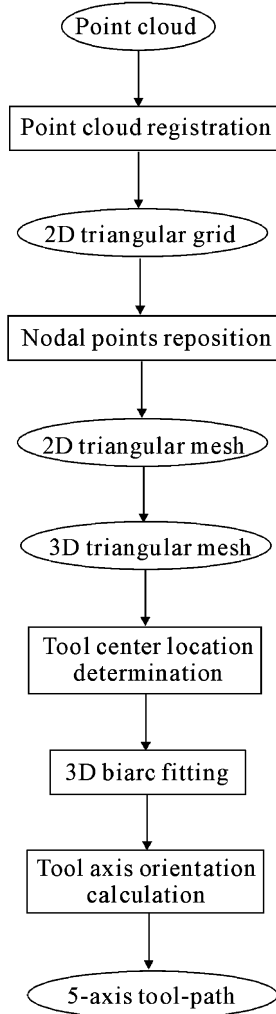 Point cloud
Point cloud registration
2D triangular grid
Nodal points reposition
2D triangular mesh
3D triangular mesh
Tool center location
determination
3D biarc fitting
Tool axis orientation
calculation
5-axis tool-path